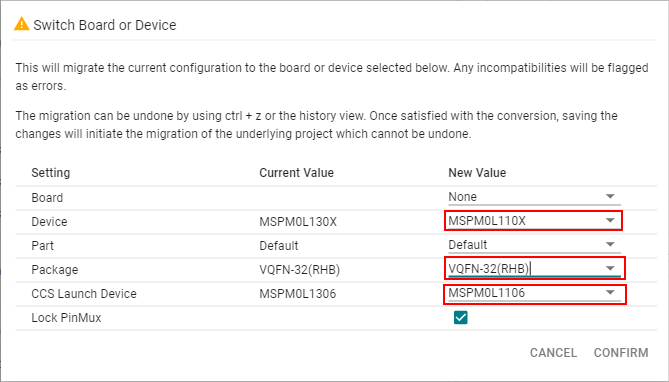 Switch Board or Device
This will migrate the current configuration to the board or device selected below. Any incompatibilities will be flagged
as errors.
The migration can be undone by using ctrl + z or the history view. Once satisfied with the conversion, saving the
changes will initiate the migration of the underlying project which cannot be undone.
Setting Current Value New Value
Board None
Device MSPM0L130X MSPM0L110X
Part Default Default
Package VQFN-32(RHB) VQFN-32(RHB)
CCS Launch Device MSPM0L1306 MSPM0L1106
Lock PinMux
CANCEL CONFIRM